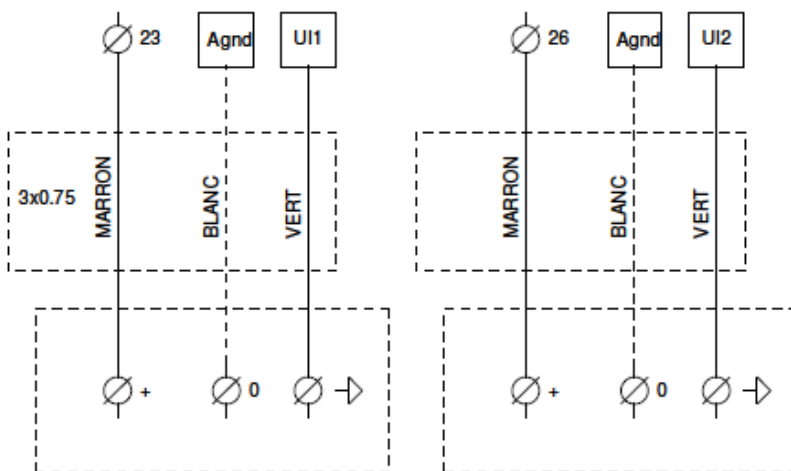 23 Agnd UI1 26 Agnd UI2
3x0.75 MARRON BLANC VERT MARRON BLANC VERT
+ 0 + 0